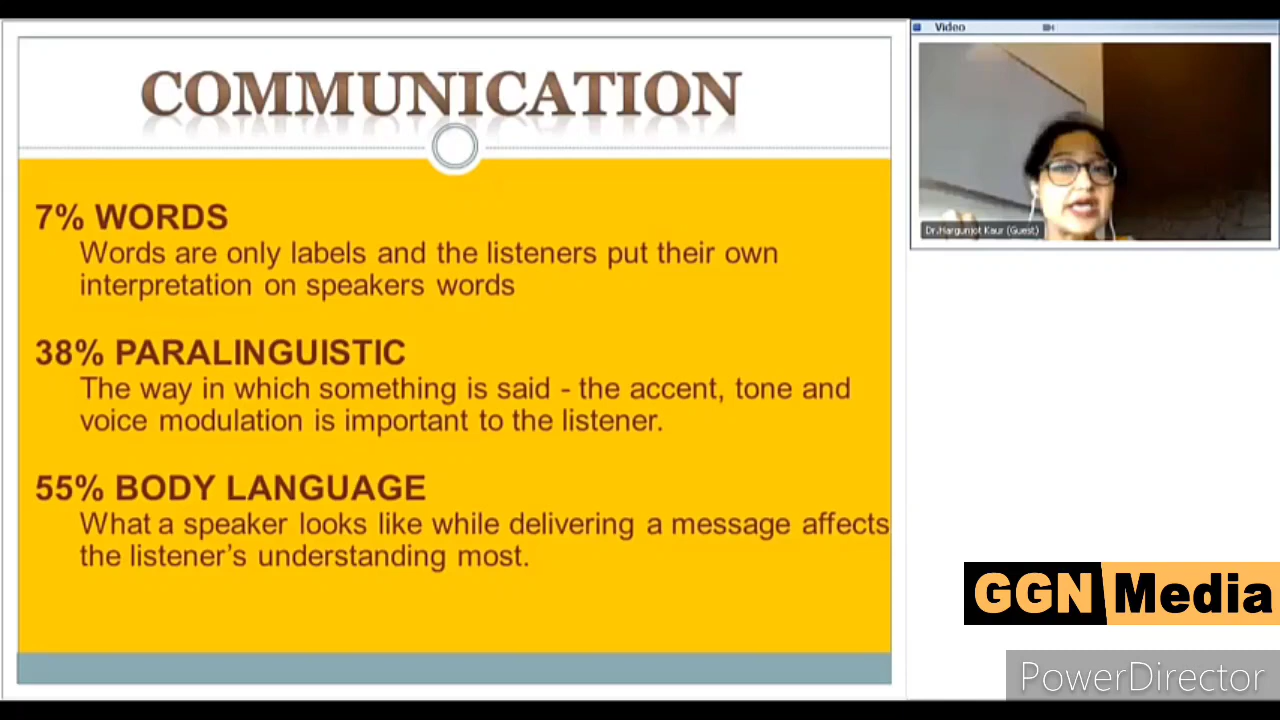 COMMUNICATION
7% WORDS
Words are only labels and the listeners put their own
interpretation on speakers words
38% PARALINGUISTIC
The way in which something is said - the accent, tone and
voice modulation is important to the listener.
55% BODY LANGUAGE
What a speaker looks like while delivering a message affects
the listener’s understanding most.
Video
Dr.Hargunjot Kaur (Guest)
GGN Media
PowerDirector